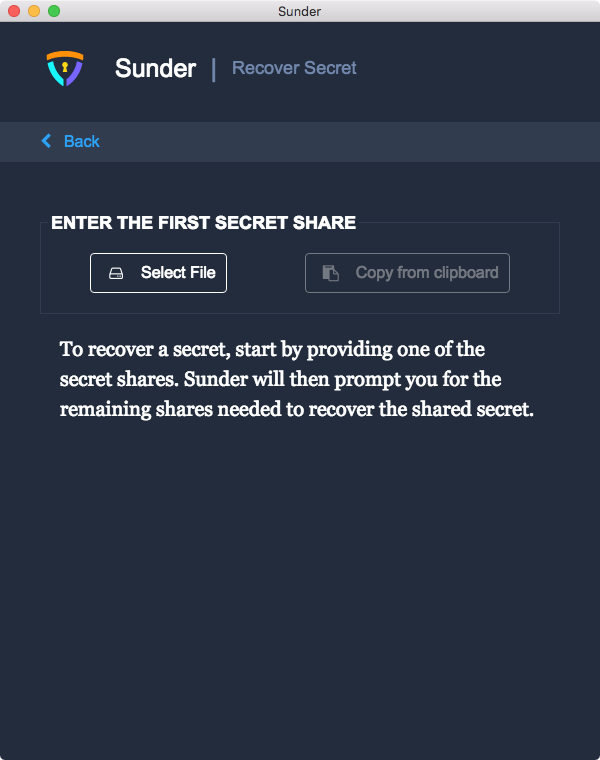 Sunder
Sunder | Recover Secret
Back
ENTER THE FIRST SECRET SHARE
Select File
Copy from clipboard
To recover a secret, start by providing one of the
secret shares. Sunder will then prompt you for the
remaining shares needed to recover the shared secret.